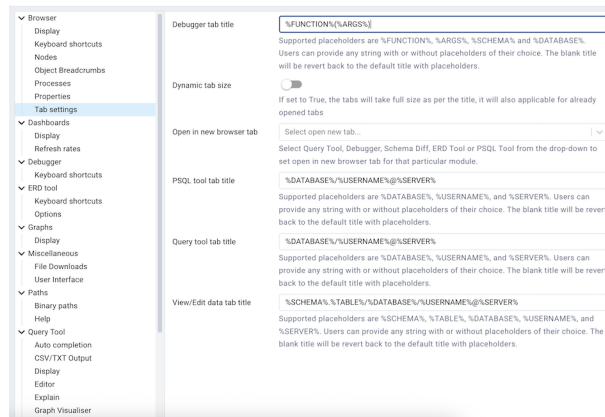 Browser
Display
Keyboard shortcuts
Nodes
Object Breadcrumbs
Processes
Properties
Tab settings
Dashboards
Display
Refresh rates
Debugger
Keyboard shortcuts
ERD tool
Keyboard shortcuts
Options
Graphs
Display
Miscellaneous
File Downloads
User Interface
Paths
Binary paths
Help
Query Tool
Auto completion
CSV/TXT Output
Display
Editor
Explain
Graph Visualiser
Debugger tab title
%FUNCTION%(%ARGS%)
Supported placeholders are %FUNCTION%, %ARGS%, %SCHEMA% and %DATABASE%.
Users can provide any string with or without placeholders of their choice. The blank title
will be revert back to the default title with placeholders.
Dynamic tab size
If set to True, the tabs will take full size as per the title, it will also applicable for already
opened tabs
Open in new browser tab
Select open new tab...
Select Query Tool, Debugger, Schema Diff, ERD Tool or PSQL Tool from the drop-down to
set open in new browser tab for that particular module.
PSQL tool tab title
%DATABASE%/%USERNAME%@%SERVER%
Supported placeholders are %DATABASE%, %USERNAME%, and %SERVER%. Users can
provide any string with or without placeholders of their choice. The blank title will be revert
back to the default title with placeholders.
Query tool tab title
%DATABASE%/%USERNAME%@%SERVER%
Supported placeholders are %DATABASE%, %USERNAME%, and %SERVER%. Users can
provide any string with or without placeholders of their choice. The blank title will be revert
back to the default title with placeholders.
View/Edit data tab title
%SCHEMA%.%TABLE%/%DATABASE%/%USERNAME%@%SERVER%
Supported placeholders are %SCHEMA%, %TABLE%, %DATABASE%, %USERNAME%, and
%SERVER%. Users can provide any string with or without placeholders of their choice. The
blank title will be revert back to the default title with placeholders.